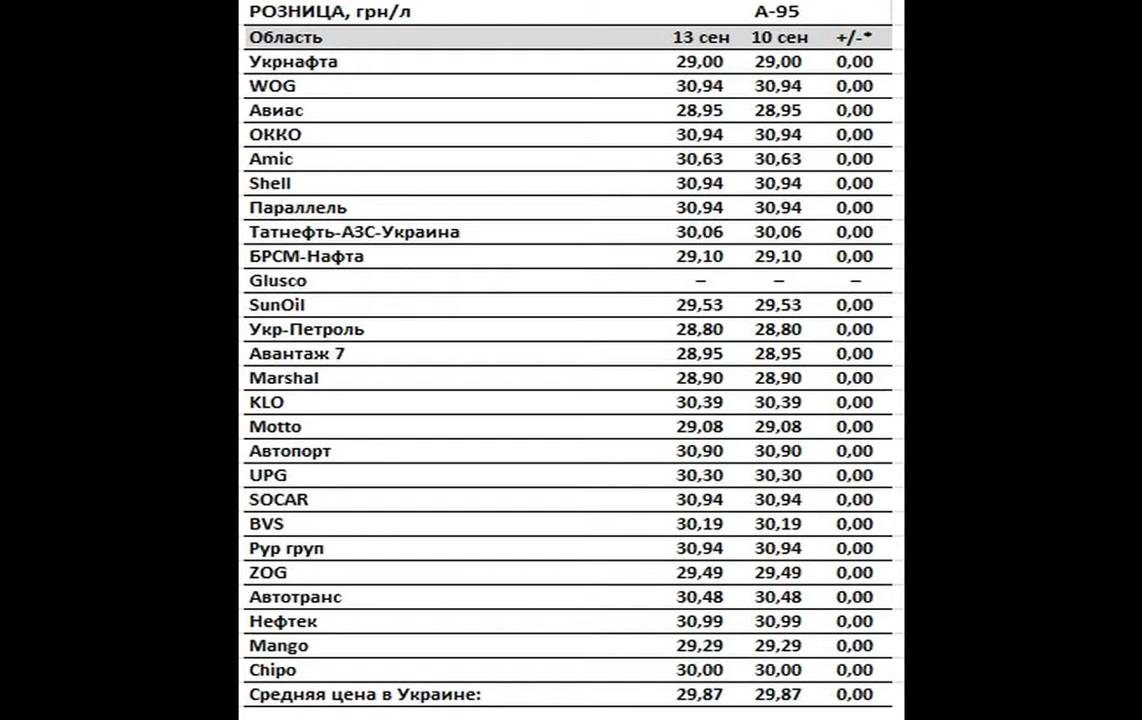 РОЗНИЦА, грн/л А-95
Область 13 сен 10 сен +/-*
Укрнафта 29,00 29,00 0,00
WOG 30,94 30,94 0,00
Авиас 28,95 28,95 0,00
ОККО 30,94 30,94 0,00
Amic 30,63 30,63 0,00
Shell 30,94 30,94 0,00
Параллель 30,94 30,94 0,00
Татнефть-АЗС-Украина 30,06 30,06 0,00
БРСМ-Нафта 29,10 29,10 0,00
Glusco – – –
SunOil 29,53 29,53 0,00
Укр-Петроль 28,80 28,80 0,00
Авантаж 7 28,95 28,95 0,00
Marshal 28,90 28,90 0,00
KLO 30,39 30,39 0,00
Motto 29,08 29,08 0,00
Автопорт 30,90 30,90 0,00
UPG 30,30 30,30 0,00
SOCAR 30,94 30,94 0,00
BVS 30,19 30,19 0,00
Рур груп 30,94 30,94 0,00
ZOG 29,49 29,49 0,00
Автотранс 30,48 30,48 0,00
Нефтек 30,99 30,99 0,00
Mango 29,29 29,29 0,00
Chipo 30,00 30,00 0,00
Средняя цена в Украине: 29,87 29,87 0,00